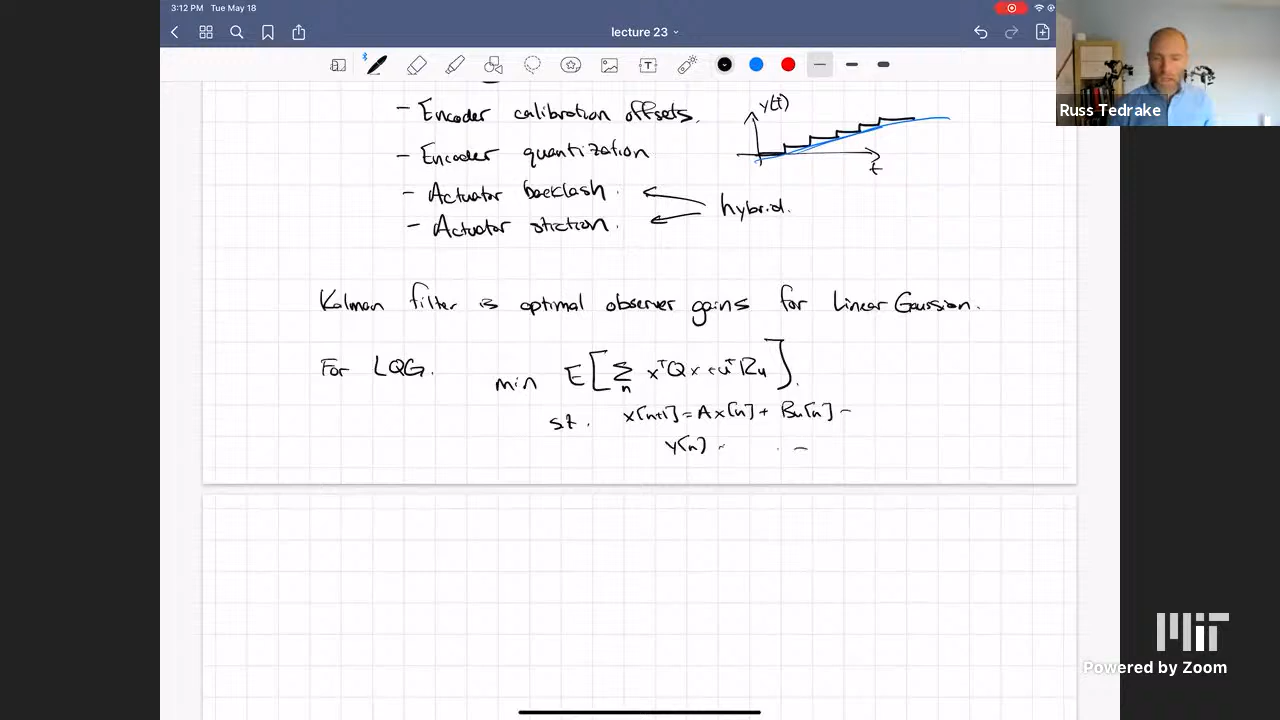 3:12 PM Tue May 18
lecture 23
Russ Tedrake
- Encoder calibration offsets.
y(t)
- Encoder quantization
t
- Actuator backlash.
hybrid.
- Actuator stiction.
Kalman filter is optimal observer gains for Linear Gaussian.
For LQG. min E[Σ xᵀQx + uᵀRu].
n
st. x[n+1] = Ax[n] + Bu[n] -
y[n] - . -
MIT
Powered by Zoom